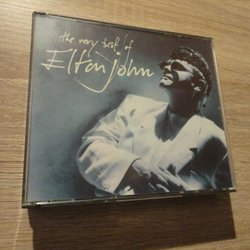 the very best of
Elton John